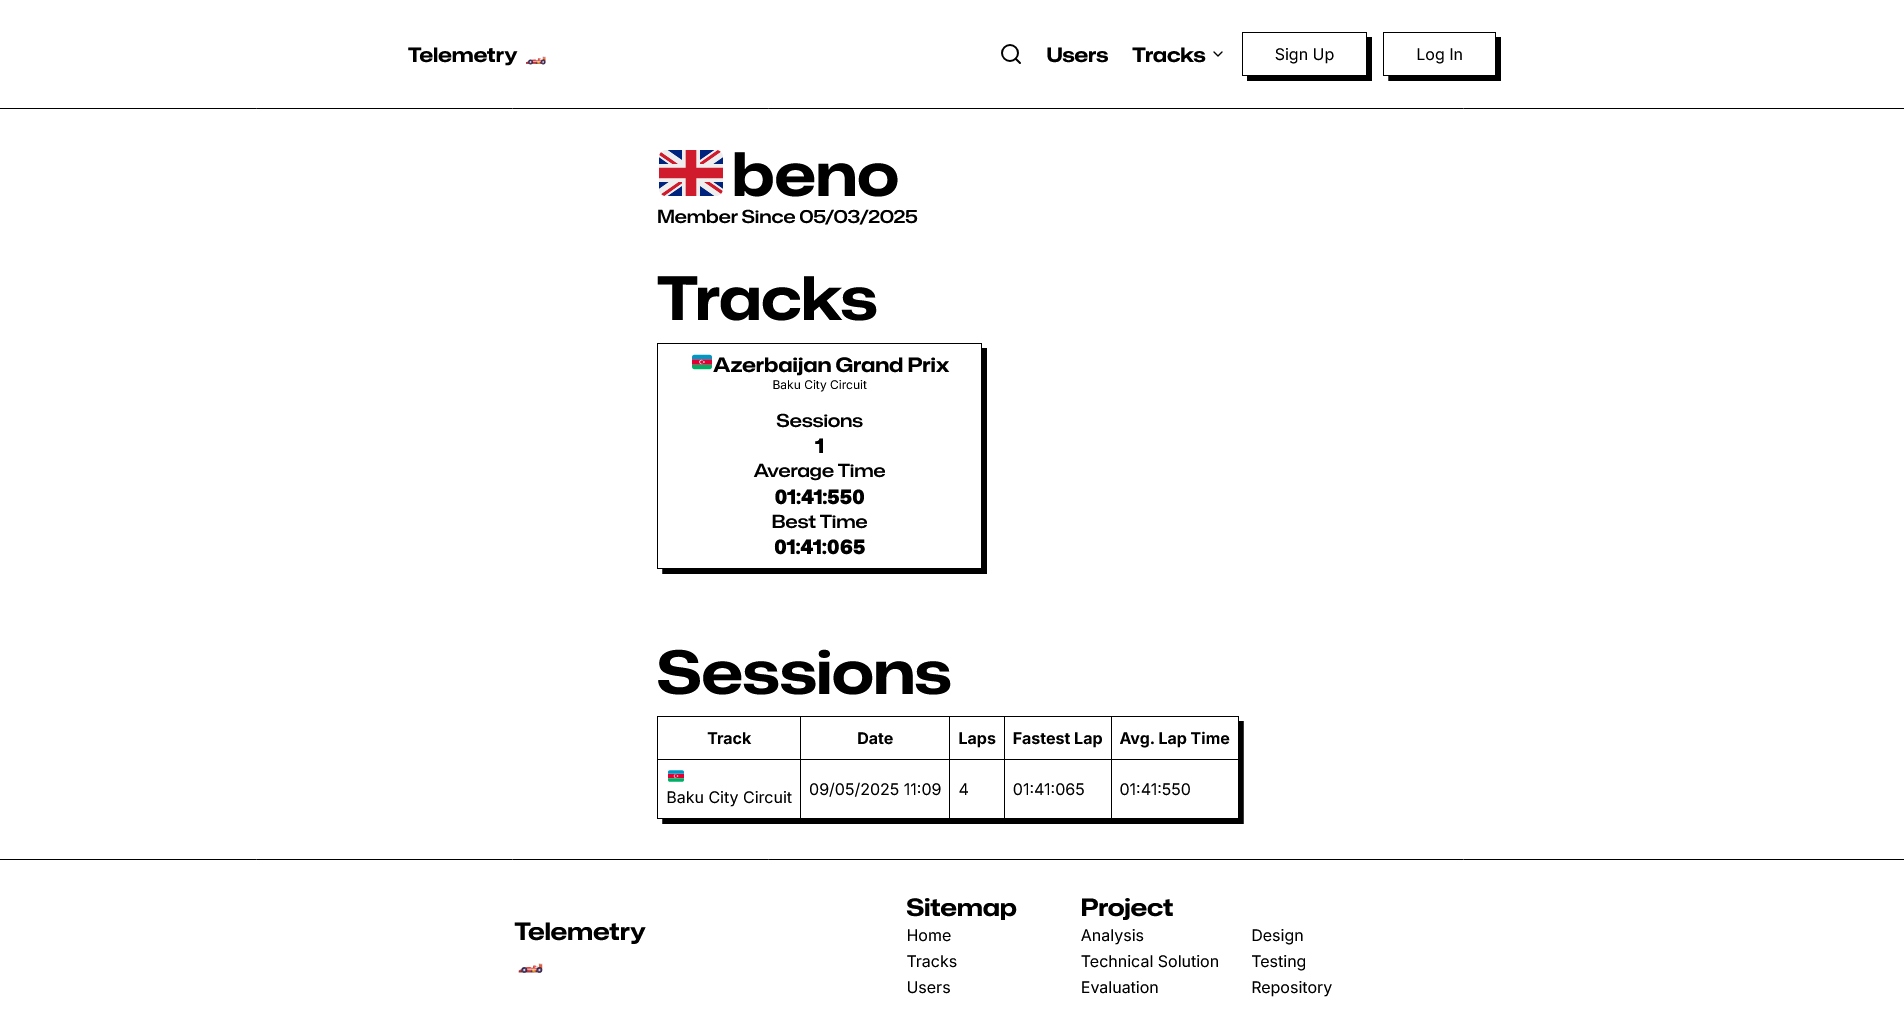 Telemetry
Users Tracks Sign Up Log In
beno
Member Since 05/03/2025
Tracks
Azerbaijan Grand Prix
Baku City Circuit
Sessions
1
Average Time
01:41:550
Best Time
01:41:065
Sessions
Track Date Laps Fastest Lap Avg. Lap Time
Baku City Circuit 09/05/2025 11:09 4 01:41:065 01:41:550
Telemetry
Sitemap
Home
Tracks
Users
Project
Analysis Design
Technical Solution Testing
Evaluation Repository